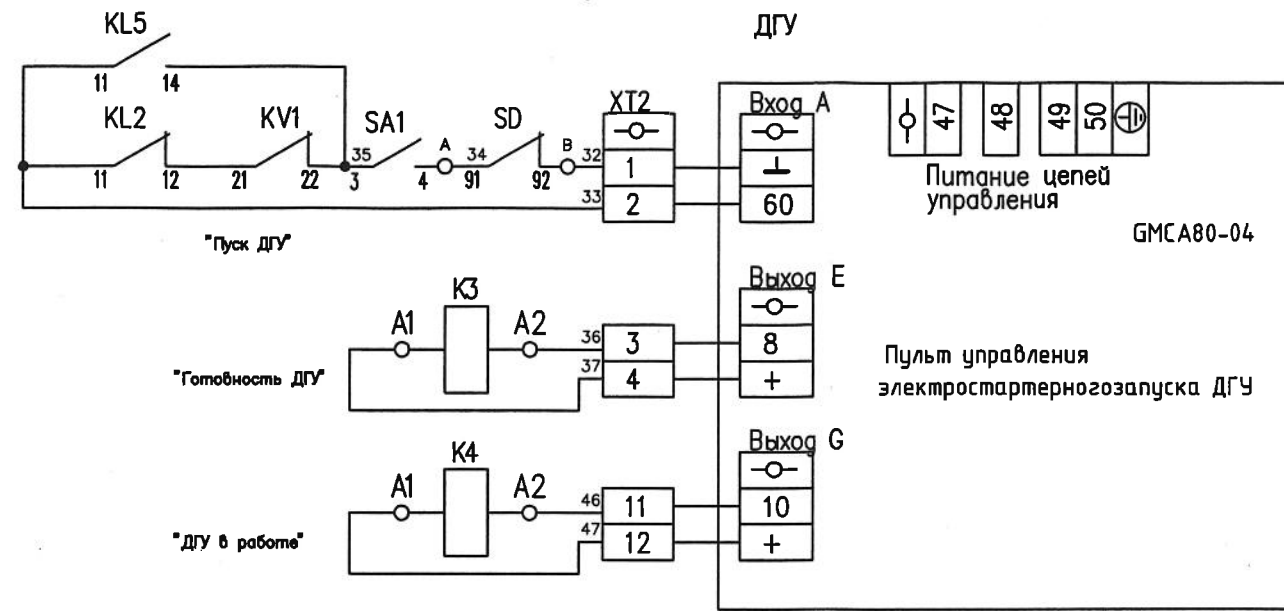 ДГУ
KL5
11 14
KL2 KV1 SA1 SD
11 12 21 22
35 3 4 A 34 91 92 B 32
33
"Пуск ДГУ"
XT2
1
2
Вход A
60
47 48 49 50
Питание цепей
управления
GMCA80-04
K3
A1 A2
36
37
3
4
"Готовность ДГУ"
Выход E
8
+
Пульт управления
электростартерногозапуска ДГУ
K4
A1 A2
46
47
11
12
"ДГУ в работе"
Выход G
10
+